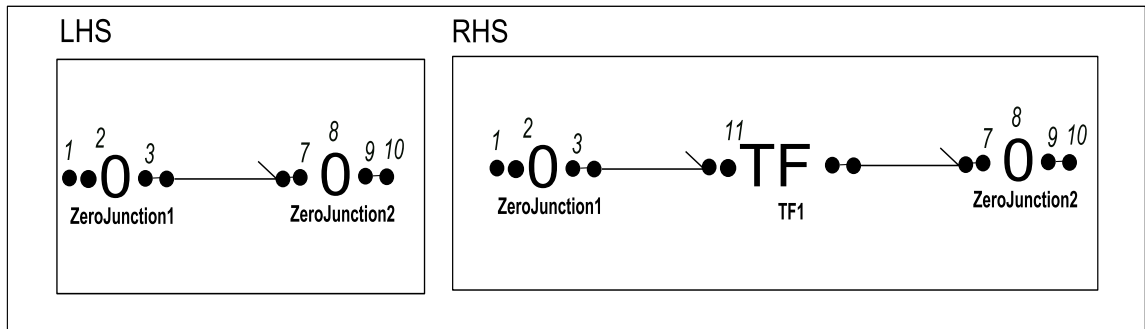 LHS
1 2 0 3 7 8 0 9 10
ZeroJunction1 ZeroJunction2
RHS
1 2 0 3 11 TF 7 8 0 9 10
ZeroJunction1 TF1 ZeroJunction2